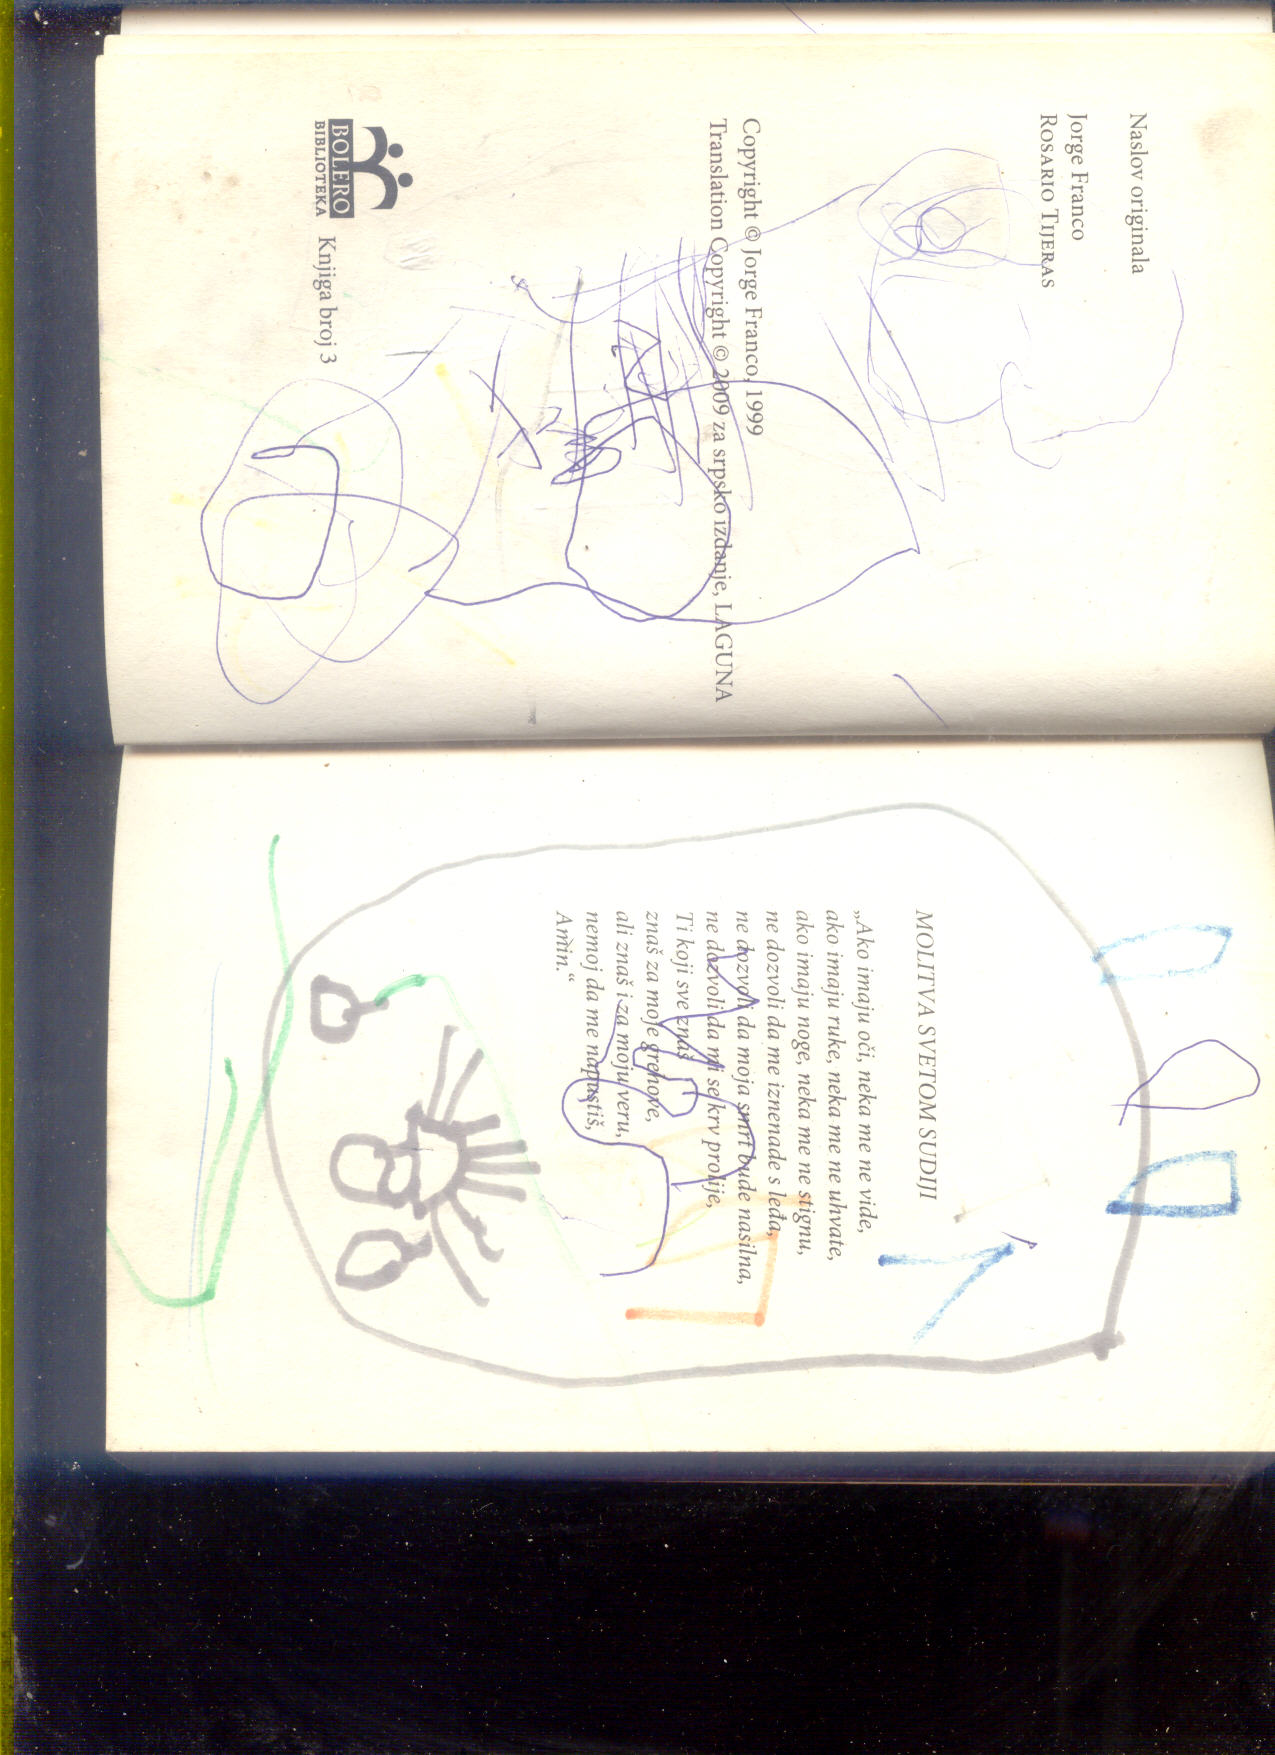 Naslov originala
Jorge Franco
ROSARIO TIJERAS
Copyright © Jorge Franco, 1999
Translation Copyright © 2009 za srpsko izdanje, LAGUNA
BOLERO
BIBLIOTEKA
Knjiga broj 3
MOLITVA SVETOM SUDIJI
„Ako imaju oči, neka me ne vide,
ako imaju ruke, neka me ne uhvate,
ako imaju noge, neka me ne stignu,
ne dozvoli da me iznenade s leđa,
ne dozvoli da moja smrt bude nasilna,
ne dozvoli da mi se krv prolije,
Ti koji sve znaš
znaš za moje grehove,
ali znaš i za moju veru,
nemoj da me napustiš,
Amin.“